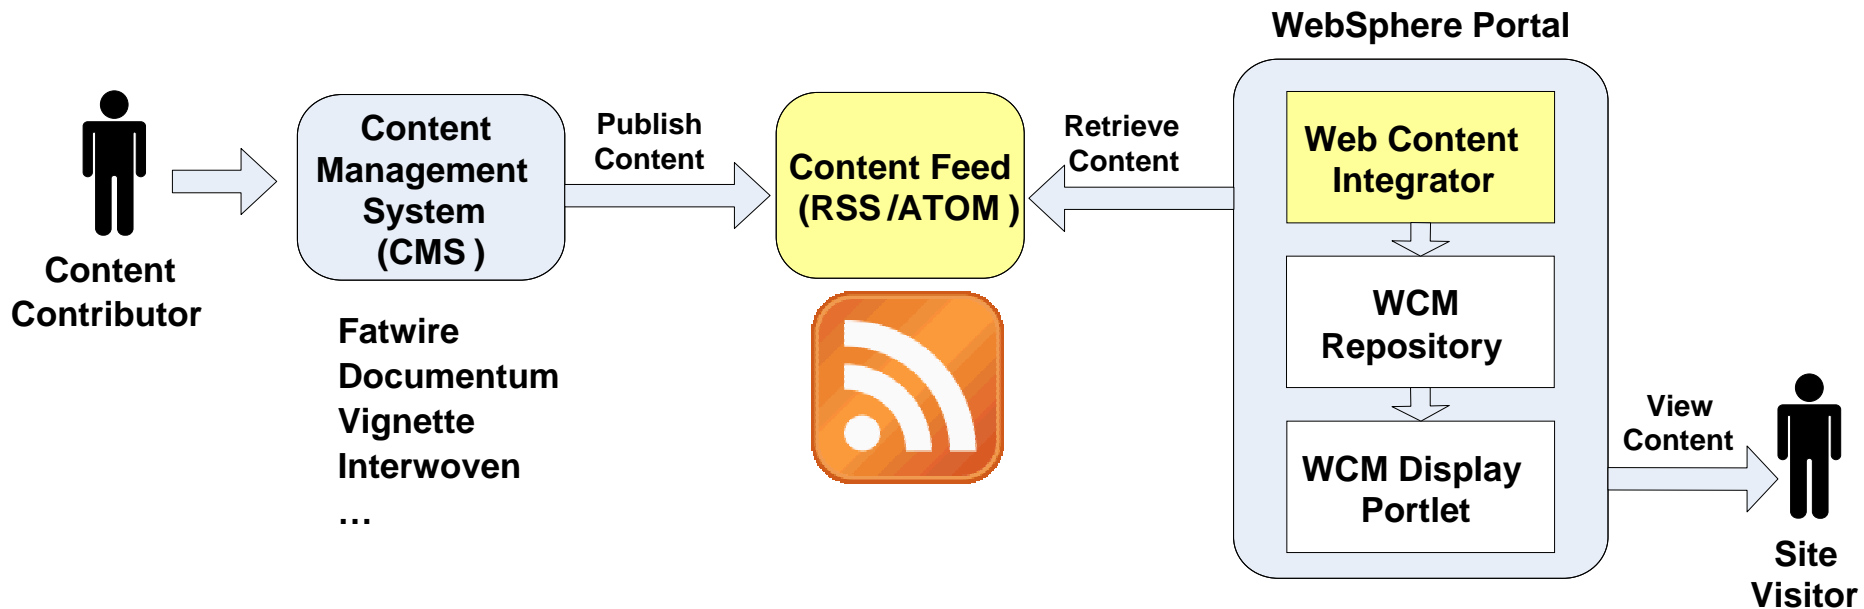 WebSphere Portal
Content
Contributor
Content
Management
System
(CMS )
Fatwire
Documentum
Vignette
Interwoven
…
Publish
Content
Content Feed
(RSS /ATOM )
Retrieve
Content
Web Content
Integrator
WCM
Repository
WCM Display
Portlet
View
Content
Site
Visitor